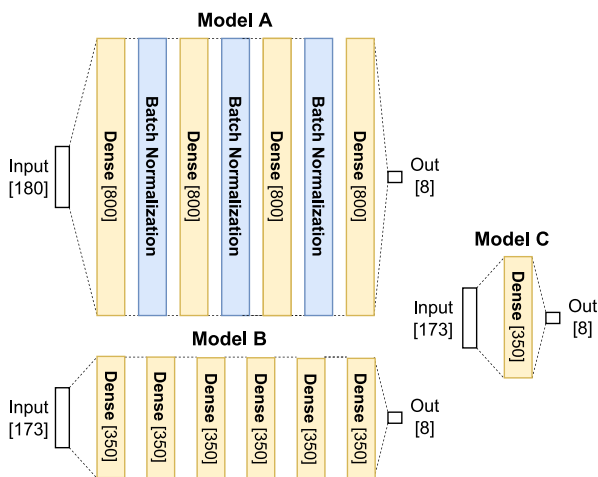 Model A
Input
[180]
Dense [800]
Batch Normalization
Dense [800]
Batch Normalization
Dense [800]
Batch Normalization
Dense [800]
Out
[8]
Model C
Input
[173]
Dense [350]
Out
[8]
Model B
Input
[173]
Dense [350]
Dense [350]
Dense [350]
Dense [350]
Dense [350]
Dense [350]
Out
[8]